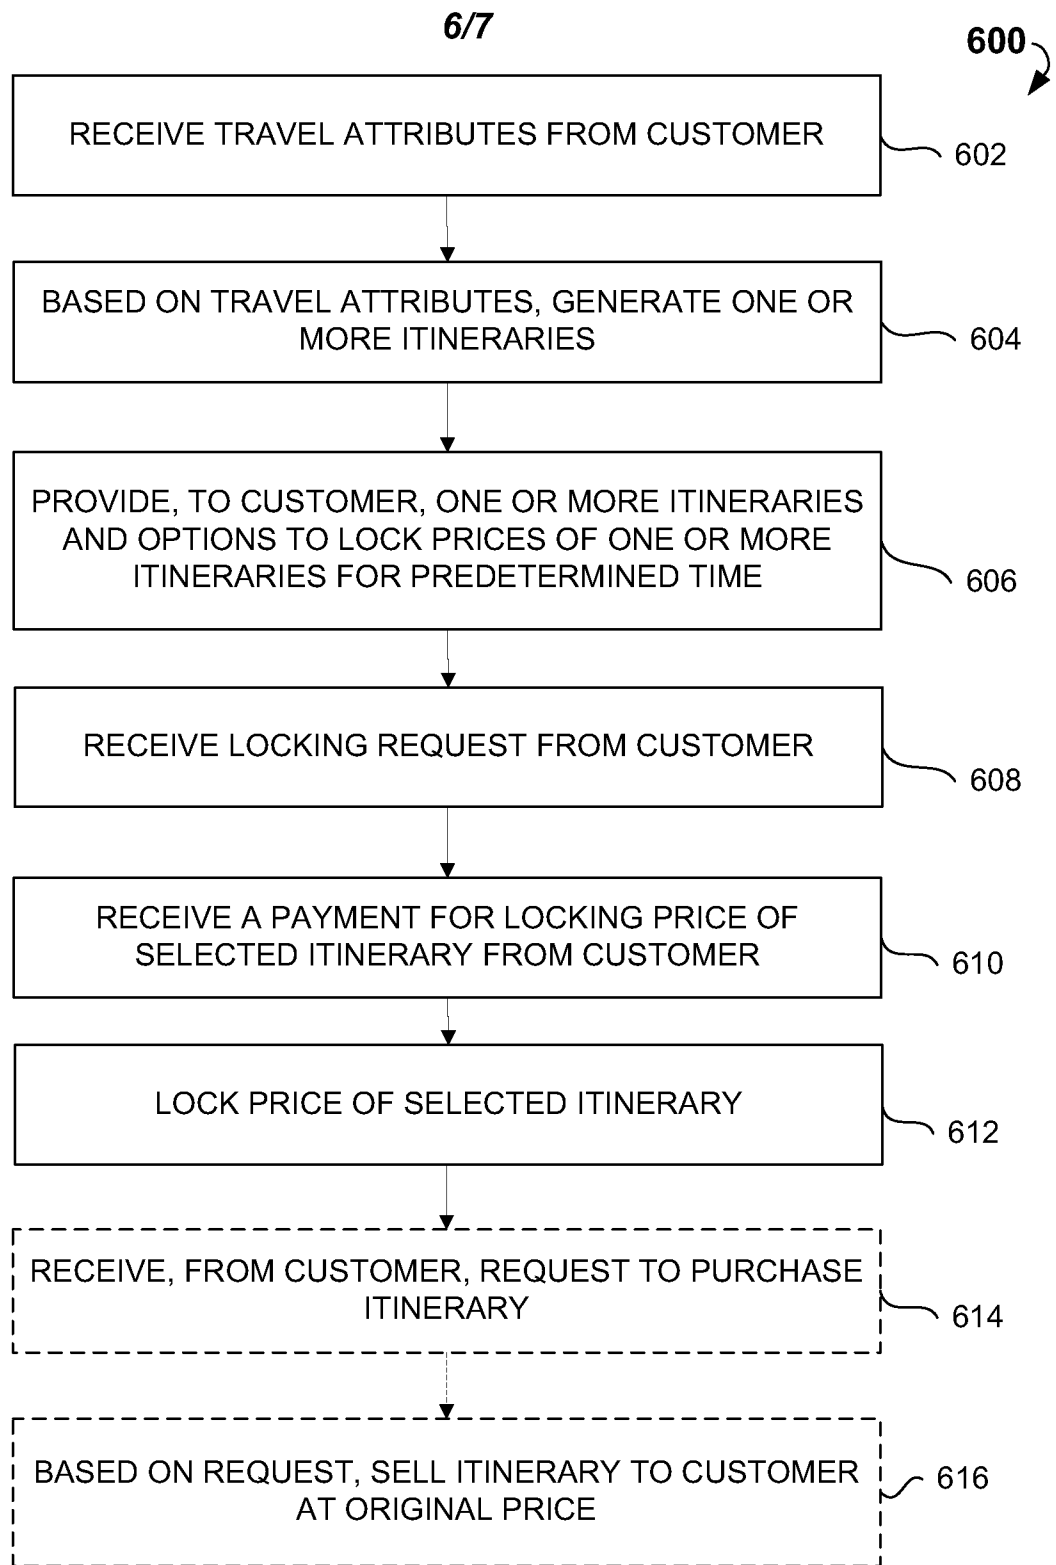 6/7
600
RECEIVE TRAVEL ATTRIBUTES FROM CUSTOMER
602
BASED ON TRAVEL ATTRIBUTES, GENERATE ONE OR
MORE ITINERARIES
604
PROVIDE, TO CUSTOMER, ONE OR MORE ITINERARIES
AND OPTIONS TO LOCK PRICES OF ONE OR MORE
ITINERARIES FOR PREDETERMINED TIME
606
RECEIVE LOCKING REQUEST FROM CUSTOMER
608
RECEIVE A PAYMENT FOR LOCKING PRICE OF
SELECTED ITINERARY FROM CUSTOMER
610
LOCK PRICE OF SELECTED ITINERARY
612
RECEIVE, FROM CUSTOMER, REQUEST TO PURCHASE
ITINERARY
614
BASED ON REQUEST, SELL ITINERARY TO CUSTOMER
AT ORIGINAL PRICE
616